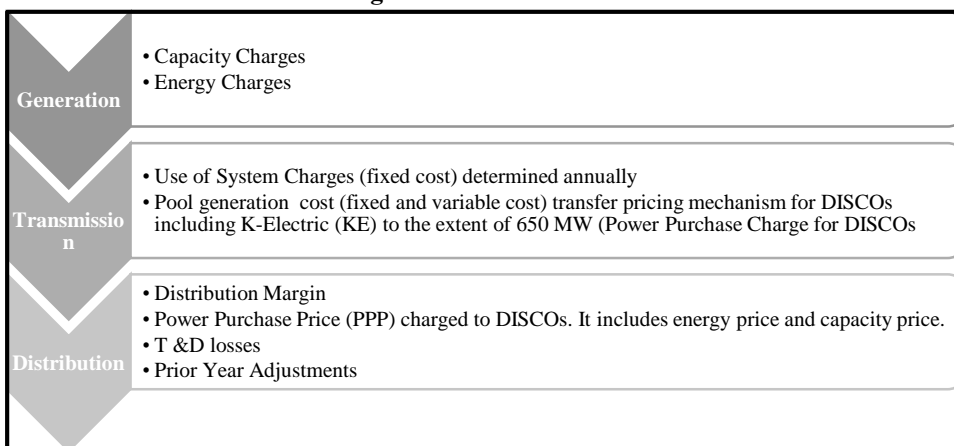 • Capacity Charges
• Energy Charges
Generation
• Use of System Charges (fixed cost) determined annually
• Pool generation cost (fixed and variable cost) transfer pricing mechanism for DISCOs
including K-Electric (KE) to the extent of 650 MW (Power Purchase Charge for DISCOs
Transmissio
n
• Distribution Margin
• Power Purchase Price (PPP) charged to DISCOs. It includes energy price and capacity price.
• T &D losses
• Prior Year Adjustments
Distribution